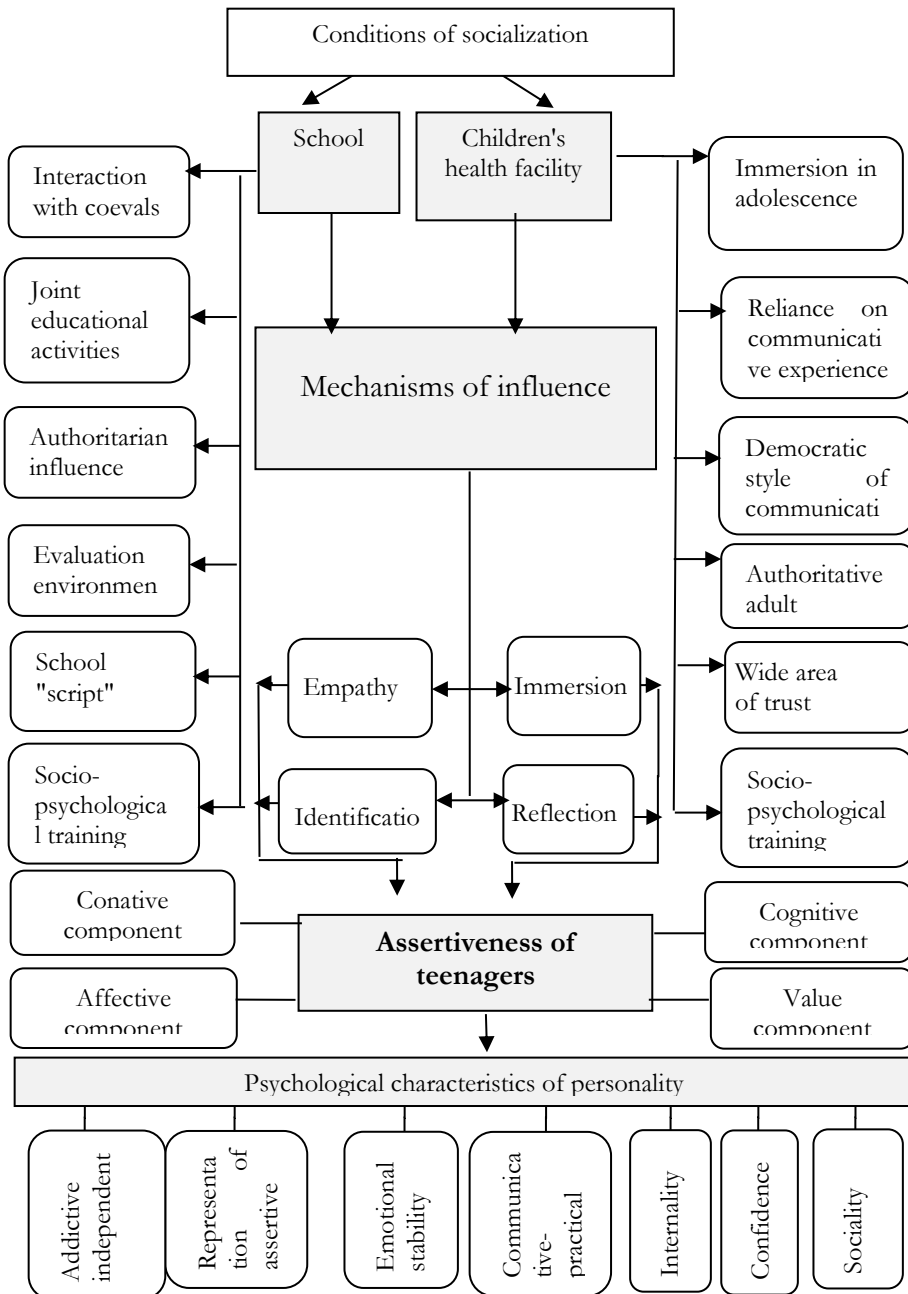 Conditions of socialization
School
Children's
health facility
Interaction
with coevals
Immersion in
adolescence
Joint
educational
activities
Reliance on
communicati
ve experience
Mechanisms of influence
Authoritarian
influence
Democratic
style of
communicati
Evaluation
environmen
Authoritative
adult
School
"script"
Empathy
Immersion
Wide area
of trust
Socio-
psychologica
l training
Identificatio
Reflection
Socio-
psychological
training
Conative
component
Assertiveness of
teenagers
Cognitive
component
Affective
component
Value
component
Psychological characteristics of personality
Addictive
independent
Representa
tion of
assertive
Emotional
stability
Communica
tive-
practical
Internality
Confidence
Sociality